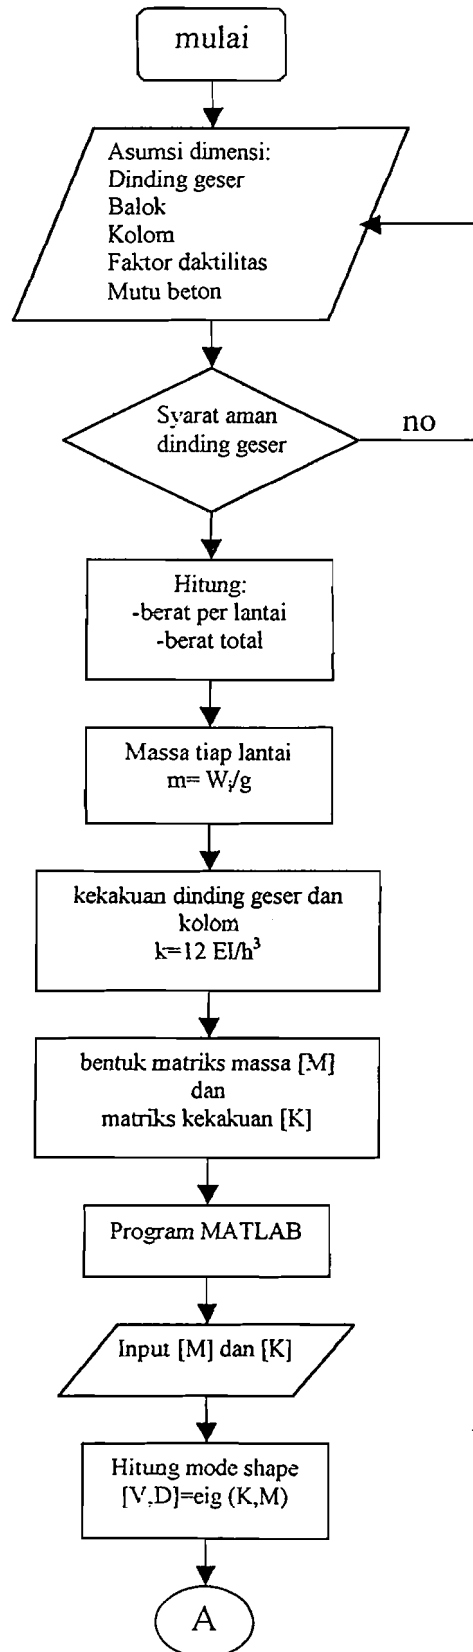 mulai
Asumsi dimensi:
Dinding geser
Balok
Kolom
Faktor daktilitas
Mutu beton
Syarat aman
dinding geser
no
Hitung:
-berat per lantai
-berat total
Massa tiap lantai
m= Wᵢ/g
kekakuan dinding geser dan
kolom
k=12 EI/h³
bentuk matriks massa [M]
dan
matriks kekakuan [K]
Program MATLAB
Input [M] dan [K]
Hitung mode shape
[V,D]=eig (K,M)
A